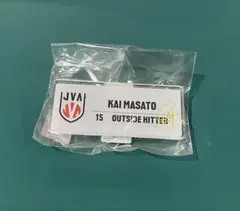 JVA
KAI MASATO
15 OUTSIDE HITTER